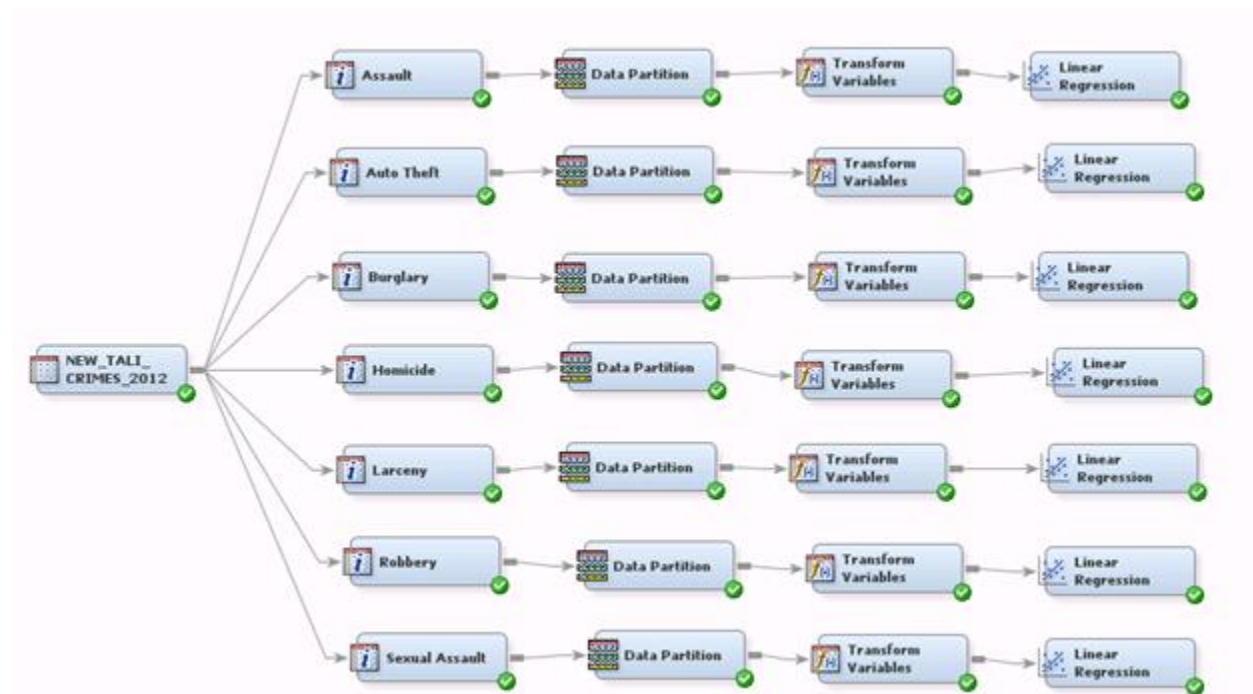 Assault
Data Partition
Transform
Variables
Linear
Regression
Auto Theft
Data Partition
Transform
Variables
Linear
Regression
Burglary
Data Partition
Transform
Variables
Linear
Regression
NEW_TALI_
CRIMES_2012
Homicide
Data Partition
Transform
Variables
Linear
Regression
Larceny
Data Partition
Transform
Variables
Linear
Regression
Robbery
Data Partition
Transform
Variables
Linear
Regression
Sexual Assault
Data Partition
Transform
Variables
Linear
Regression